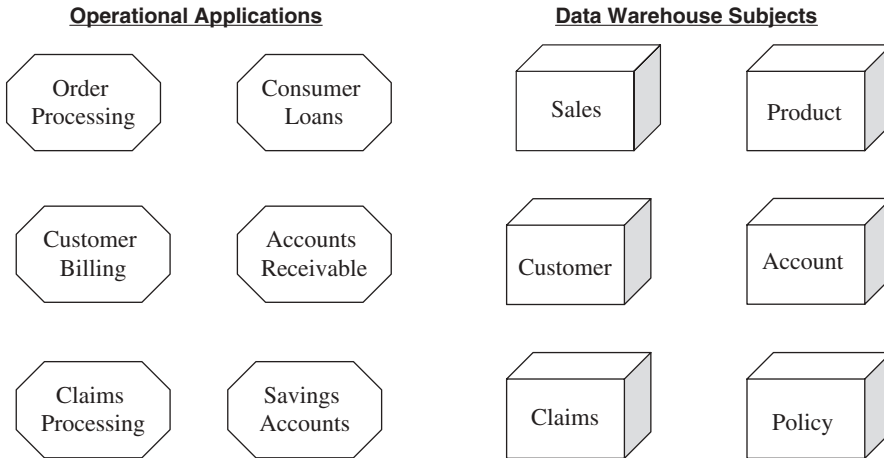 Operational Applications
Data Warehouse Subjects
Order
Processing
Consumer
Loans
Sales
Product
Customer
Billing
Accounts
Receivable
Customer
Account
Claims
Processing
Savings
Accounts
Claims
Policy